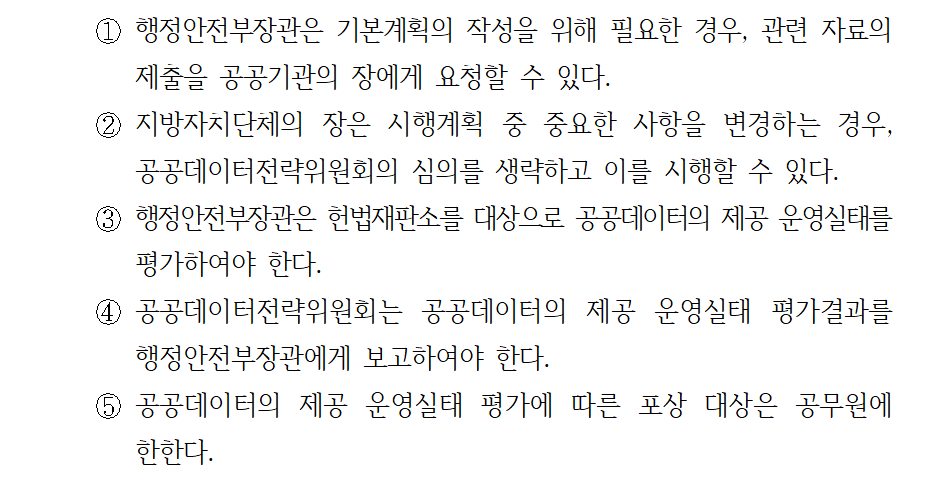 ① 행정안전부장관은 기본계획의 작성을 위해 필요한 경우, 관련 자료의
제출을 공공기관의 장에게 요청할 수 있다.
② 지방자치단체의 장은 시행계획 중 중요한 사항을 변경하는 경우,
공공데이터전략위원회의 심의를 생략하고 이를 시행할 수 있다.
③ 행정안전부장관은 헌법재판소를 대상으로 공공데이터의 제공 운영실태를
평가하여야 한다.
④ 공공데이터전략위원회는 공공데이터의 제공 운영실태 평가결과를
행정안전부장관에게 보고하여야 한다.
⑤ 공공데이터의 제공 운영실태 평가에 따른 포상 대상은 공무원에
한한다.